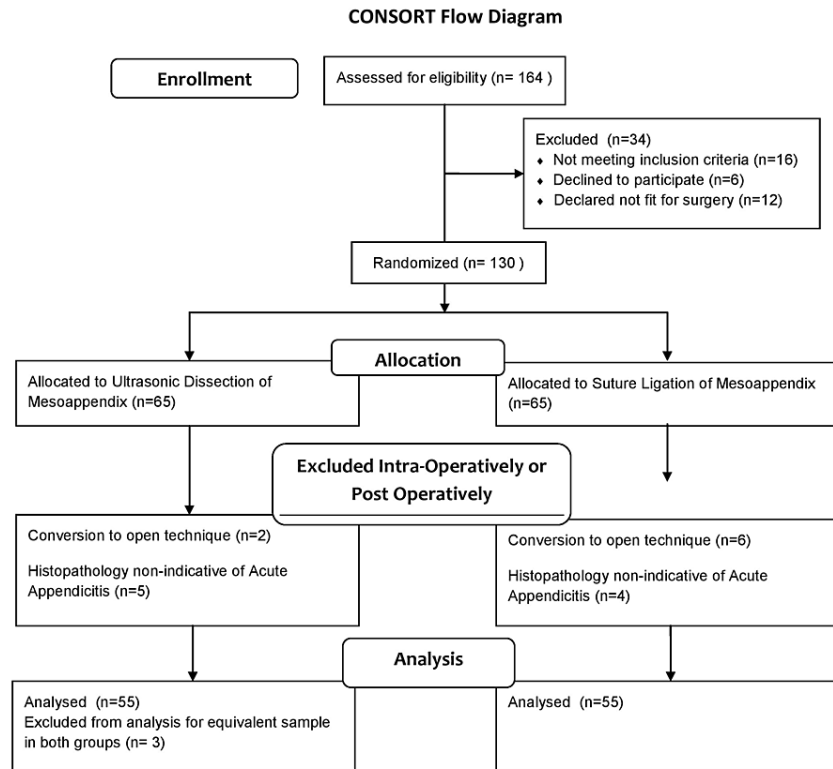 CONSORT Flow Diagram
Enrollment
Assessed for eligibility (n= 164 )
Excluded (n=34)
♦ Not meeting inclusion criteria (n=16)
♦ Declined to participate (n=6)
♦ Declared not fit for surgery (n=12)
Randomized (n= 130 )
Allocation
Allocated to Ultrasonic Dissection of
Mesoappendix (n=65)
Allocated to Suture Ligation of Mesoappendix
(n=65)
Excluded Intra-Operatively or
Post Operatively
Conversion to open technique (n=2)
Histopathology non-indicative of Acute
Appendicitis (n=5)
Conversion to open technique (n=6)
Histopathology non-indicative of Acute
Appendicitis (n=4)
Analysis
Analysed (n=55)
Excluded from analysis for equivalent sample
in both groups (n= 3)
Analysed (n=55)